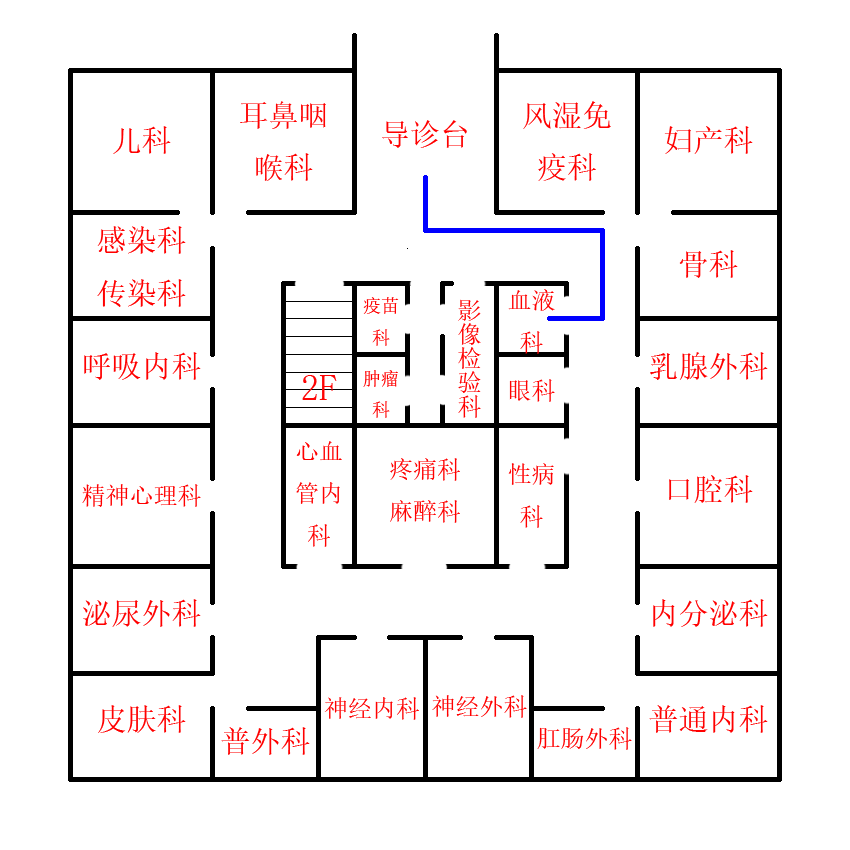 儿科
耳鼻咽
喉科
导诊台
风湿免
疫科
妇产科
感染科
传染科
骨科
疫苗
科
影像检验科
血液
科
呼吸内科
2F
肿瘤
科
眼科
乳腺外科
心血
管内
科
疼痛科
麻醉科
性病
科
精神心理科
口腔科
泌尿外科
内分泌科
皮肤科
普外科
神经内科
神经外科
肛肠外科
普通内科